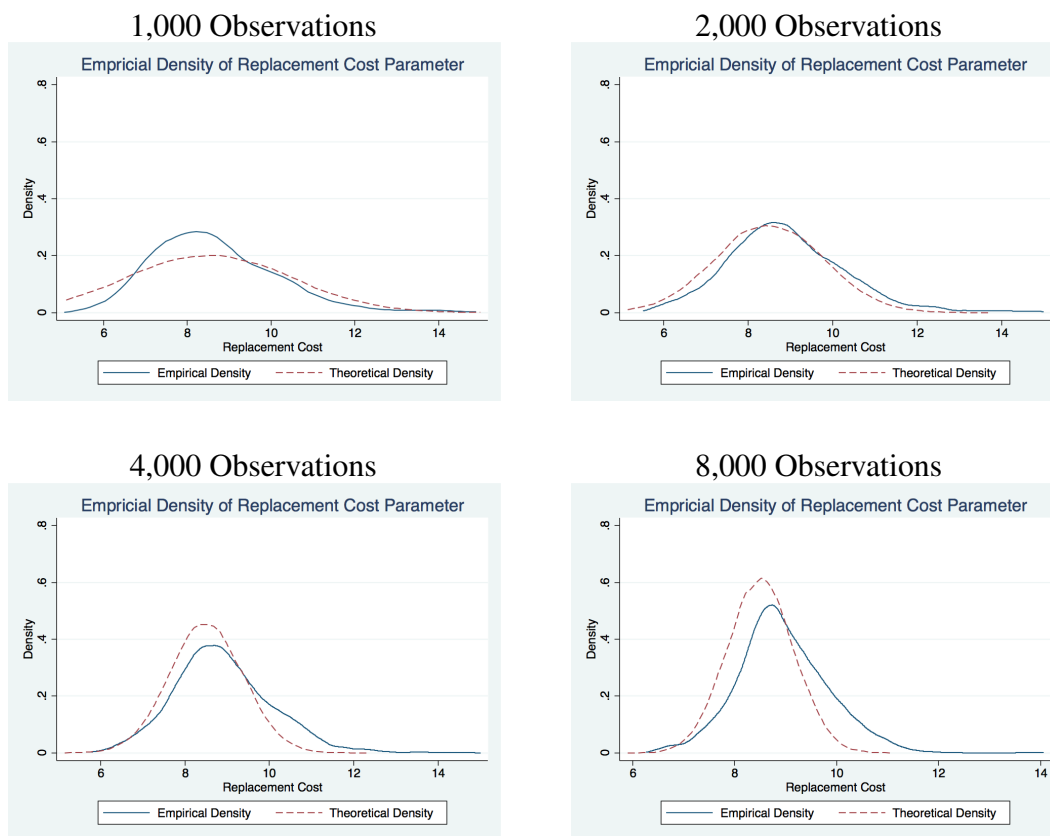 1,000 Observations
Empricial Density of Replacement Cost Parameter
Density
0 .2 .4 .6 .8
6 8 10 12 14
Replacement Cost
Empirical Density Theoretical Density
2,000 Observations
Empricial Density of Replacement Cost Parameter
Density
0 .2 .4 .6 .8
6 8 10 12 14
Replacement Cost
Empirical Density Theoretical Density
4,000 Observations
Empricial Density of Replacement Cost Parameter
Density
0 .2 .4 .6 .8
6 8 10 12 14
Replacement Cost
Empirical Density Theoretical Density
8,000 Observations
Empricial Density of Replacement Cost Parameter
Density
0 .2 .4 .6 .8
6 8 10 12 14
Replacement Cost
Empirical Density Theoretical Density